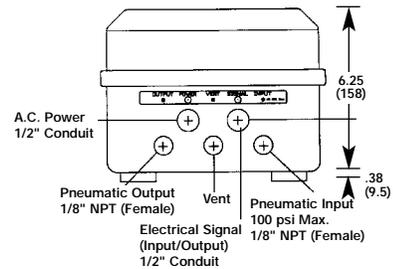 OUTPUT POWER VENT SIGNAL INPUT
6.25
(158)
A.C. Power
1/2" Conduit
.38
(9.5)
Pneumatic Output
1/8" NPT (Female)
Vent
Electrical Signal
(Input/Output)
1/2" Conduit
Pneumatic Input
100 psi Max.
1/8" NPT (Female)